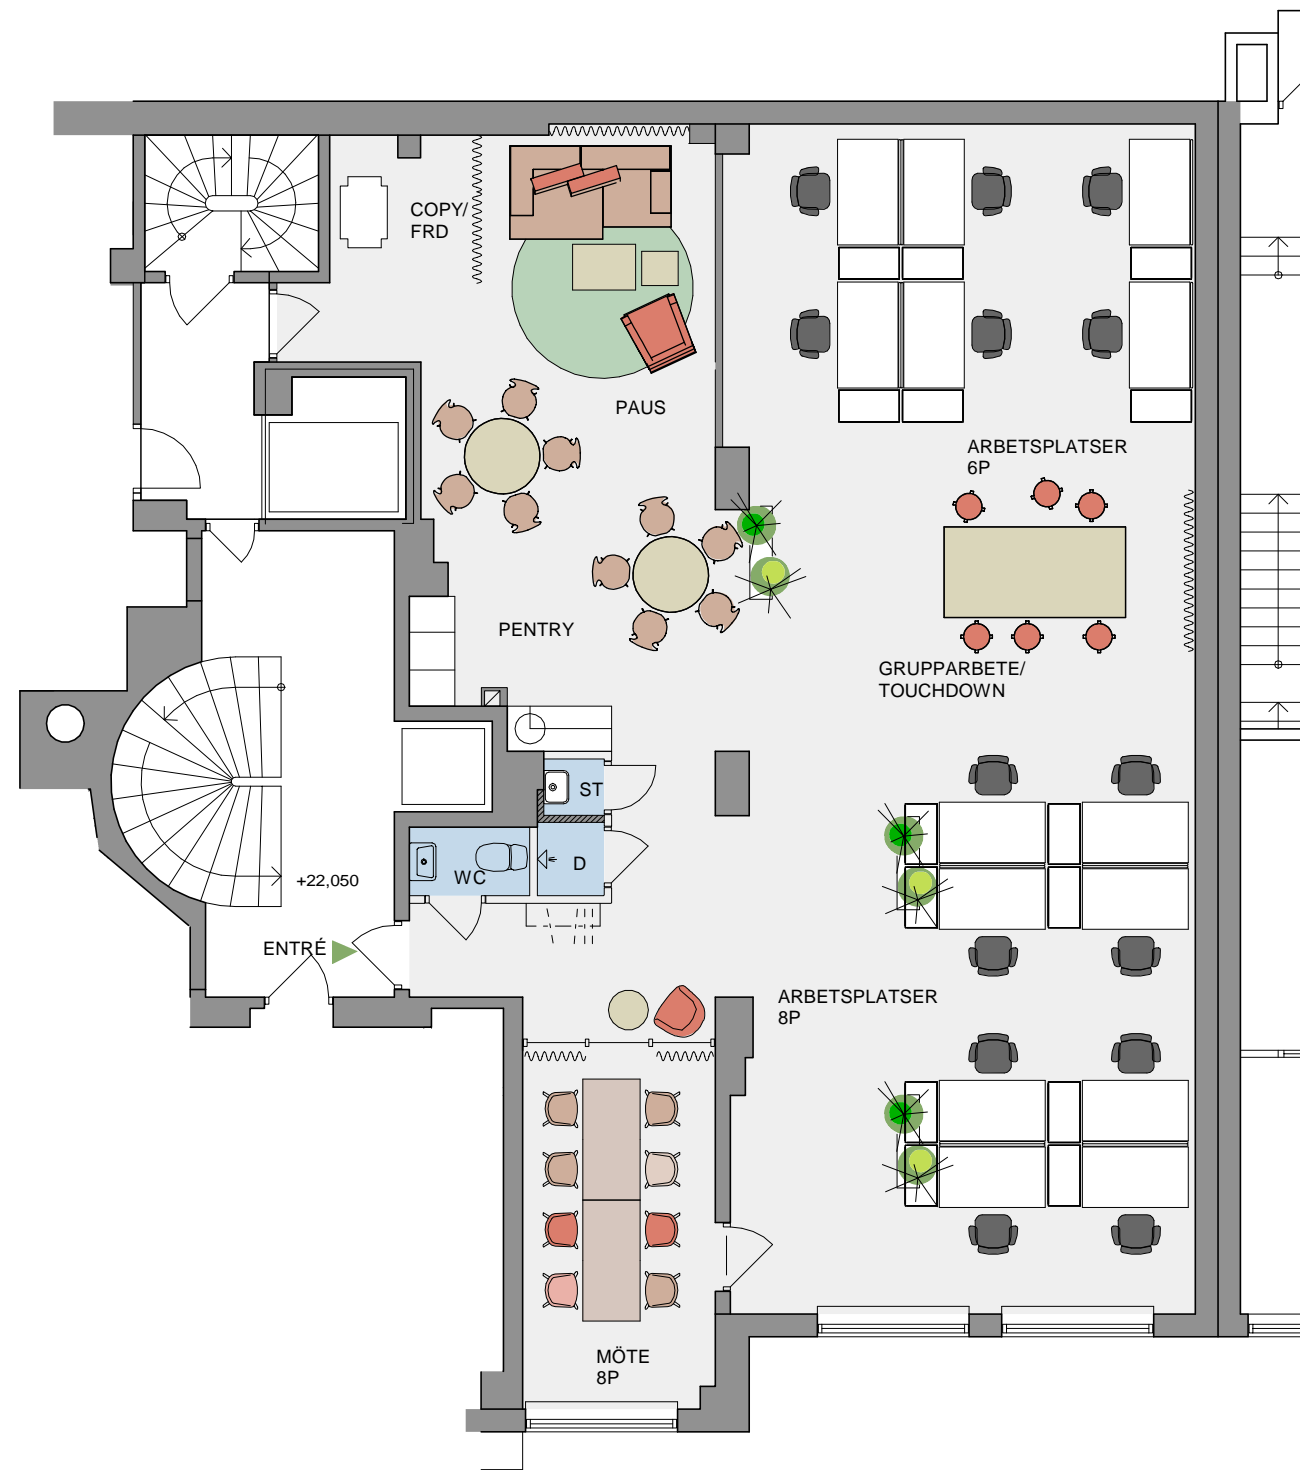 COPY/
FRD
PAUS
ARBETSPLATSER
6P
PENTRY
GRUPPARBETE/
TOUCHDOWN
ST
D
WC
+22,050
ENTRÉ
ARBETSPLATSER
8P
MÖTE
8P